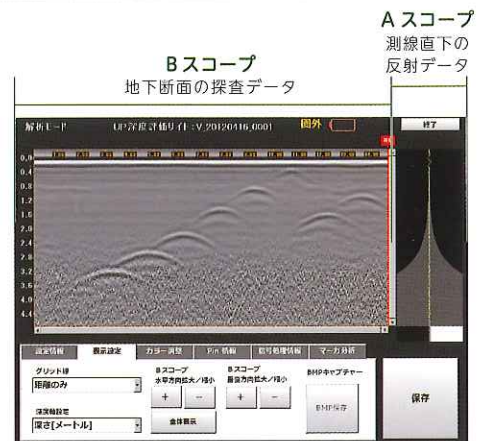 Aスコープ
測線直下の
反射データ
Bスコープ
地下断面の探査データ
解析モード
UP深度評価サイト:V_20120416_0001
圏外
終了
0.0
0.4
0.8
1.2
1.6
2.0
2.4
2.8
3.2
3.6
4.0
4.4
設定情報
表示設定
カラー調整
Pin 情報
信号処理情報
マーカ分析
グリッド線
距離のみ
深度軸設定
深さ[メートル]
Bスコープ
水平方向拡大/縮小
+
-
全体表示
Bスコープ
垂直方向拡大/縮小
+
-
BMPキャプチャー
BMP保存
保存